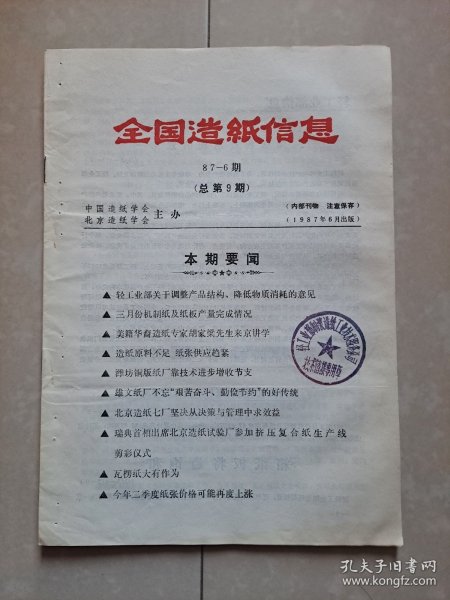 全国造紙信息
87—6期
(总第9期)
中国造纸学会
北京造纸学会
主办
(内部刊物 注意保存)
(1987年6月出版)
本期要闻
▲ 轻工业部关于调整产品结构、降低物质消耗的意见
▲ 三月份机制纸及纸板产量完成情况
▲ 美籍华裔造纸专家胡家梁先生来京讲学
▲ 造纸原料不足 纸张供应趋紧
▲ 潍坊铜版纸厂靠技术进步增收节支
▲ 雄文纸厂不忘“艰苦奋斗、勤俭节约”的好传统
▲ 北京造纸七厂坚决从决策与管理中求效益
▲ 瑞典首相出席北京造纸试验厂参加挤压复合纸生产线
剪彩仪式
▲ 瓦楞纸大有作为
▲ 今年二季度纸张价格可能再度上涨
孔夫子旧书网
www.kongfz.com